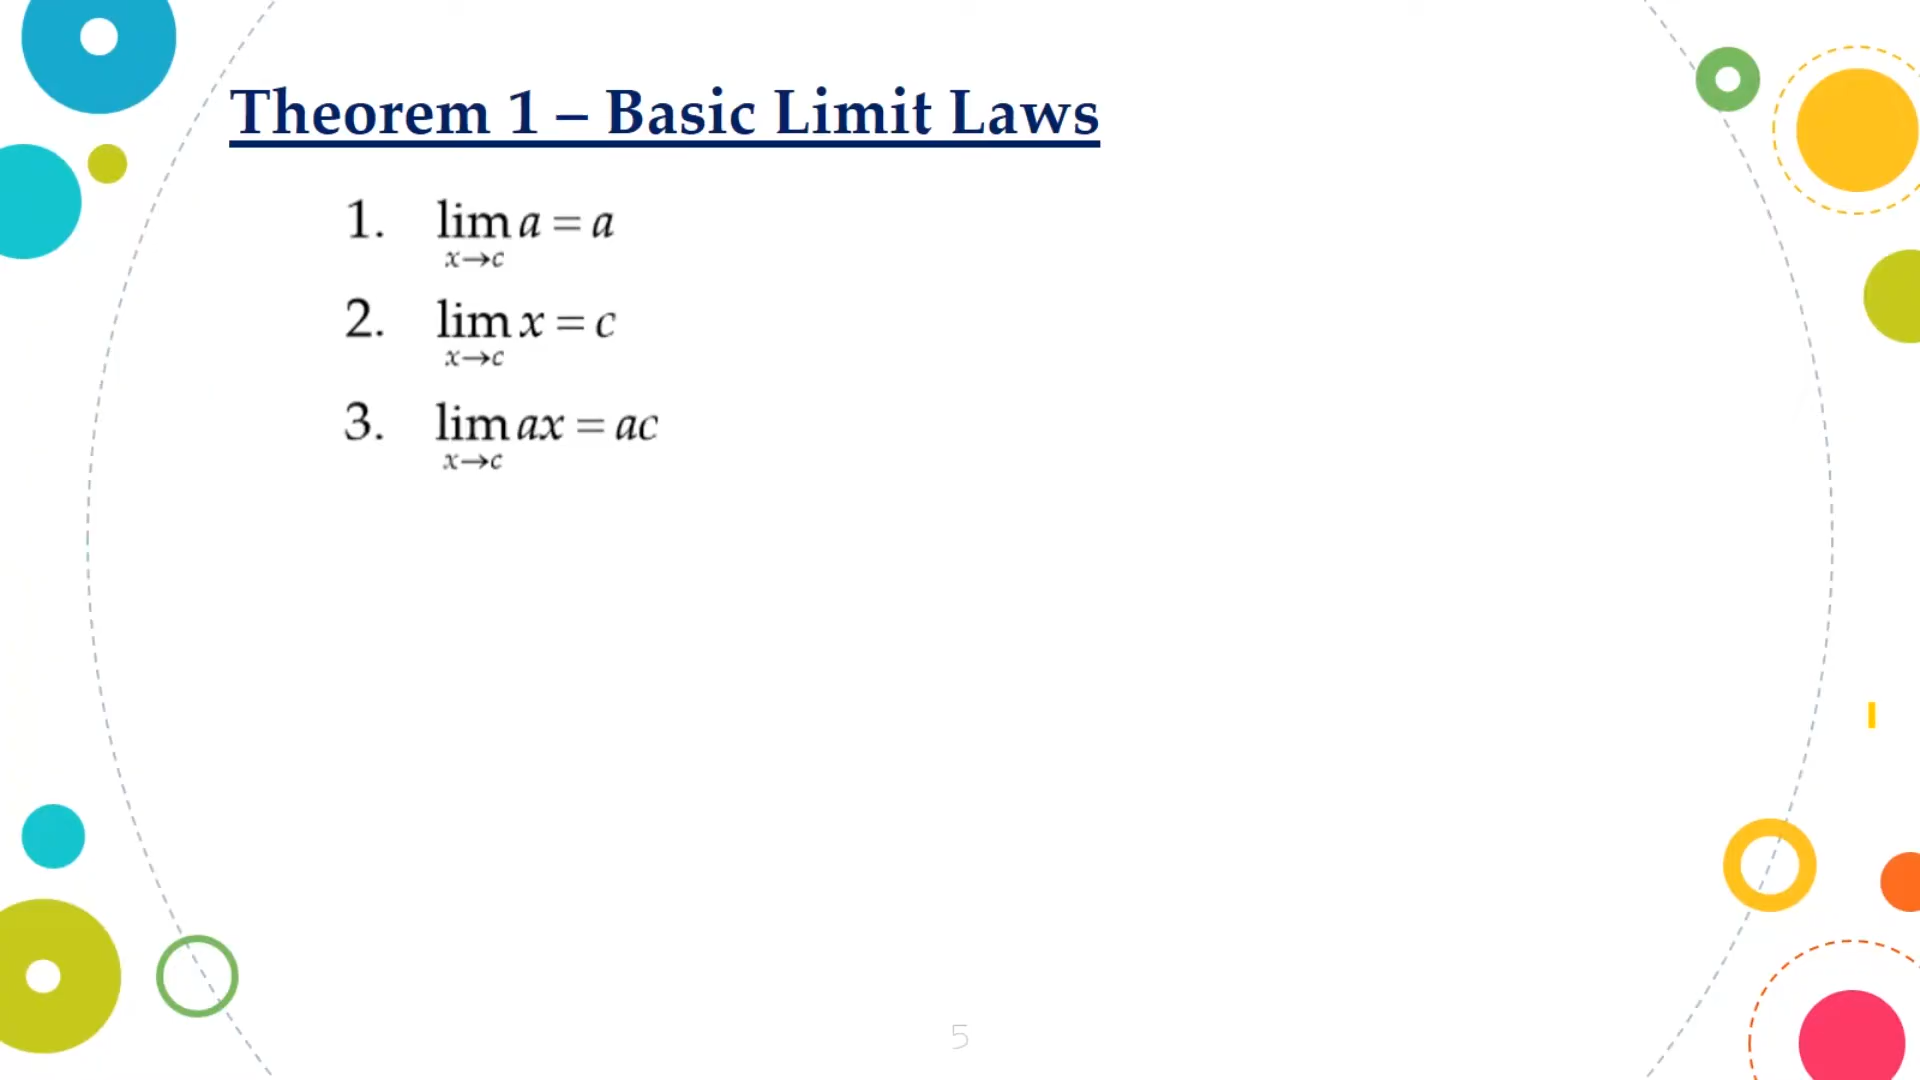 Theorem 1 – Basic Limit Laws
1. lim a = a
x→c
2. lim x = c
x→c
3. lim ax = ac
x→c
5